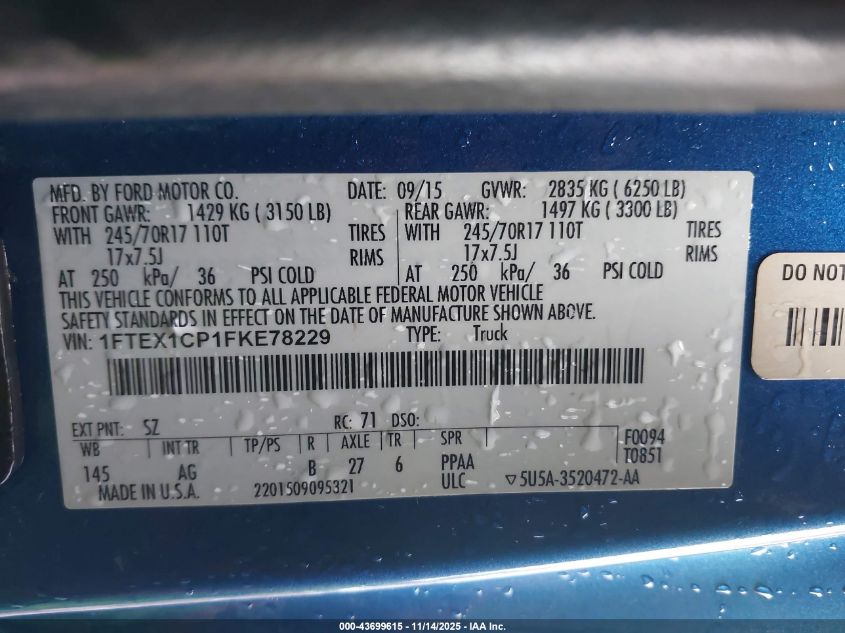 MFD. BY FORD MOTOR CO. DATE: 09/15 GVWR: 2835 KG ( 6250 LB)
FRONT GAWR: 1429 KG ( 3150 LB) REAR GAWR: 1497 KG ( 3300 LB)
WITH 245/70R17 110T TIRES WITH 245/70R17 110T TIRES
17x7.5J RIMS 17x7.5J RIMS
AT 250 kPa/ 36 PSI COLD AT 250 kPa/ 36 PSI COLD
THIS VEHICLE CONFORMS TO ALL APPLICABLE FEDERAL MOTOR VEHICLE
SAFETY STANDARDS IN EFFECT ON THE DATE OF MANUFACTURE SHOWN ABOVE.
VIN: 1FTEX1CP1FKE78229 TYPE: Truck
EXT PNT: SZ RC: 71 DSO:
WB INT TR TP/PS R AXLE TR SPR F0094
145 AG B 27 6 PPAA T0851
MADE IN U.S.A. 2201509095321 ULC ▽5U5A-3520472-AA
DO NOT
000-43699615 - 11/14/2025 - IAA Inc.